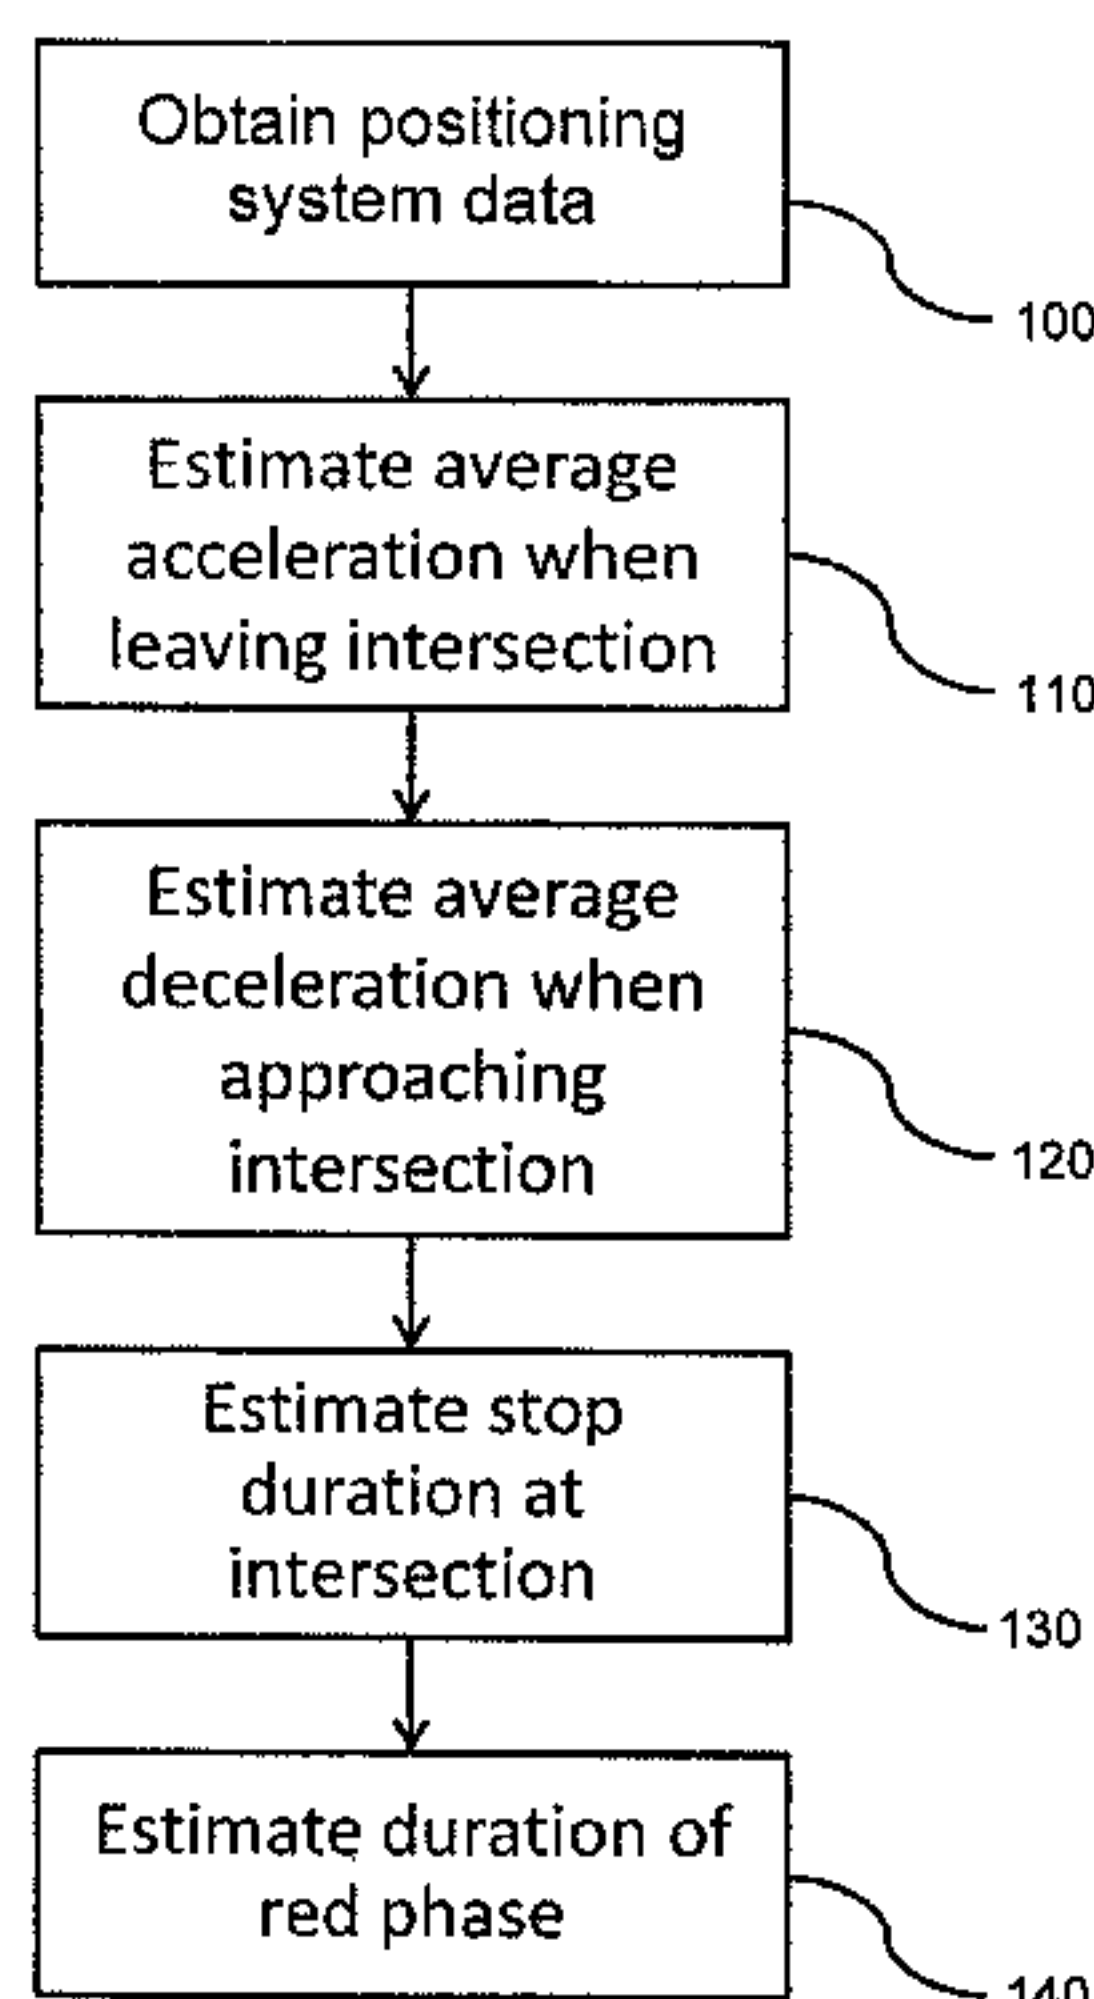 Obtain positioning
system data
100
Estimate average
acceleration when
leaving intersection
110
Estimate average
deceleration when
approaching
intersection
120
Estimate stop
duration at
intersection
130
Estimate duration of
red phase
140